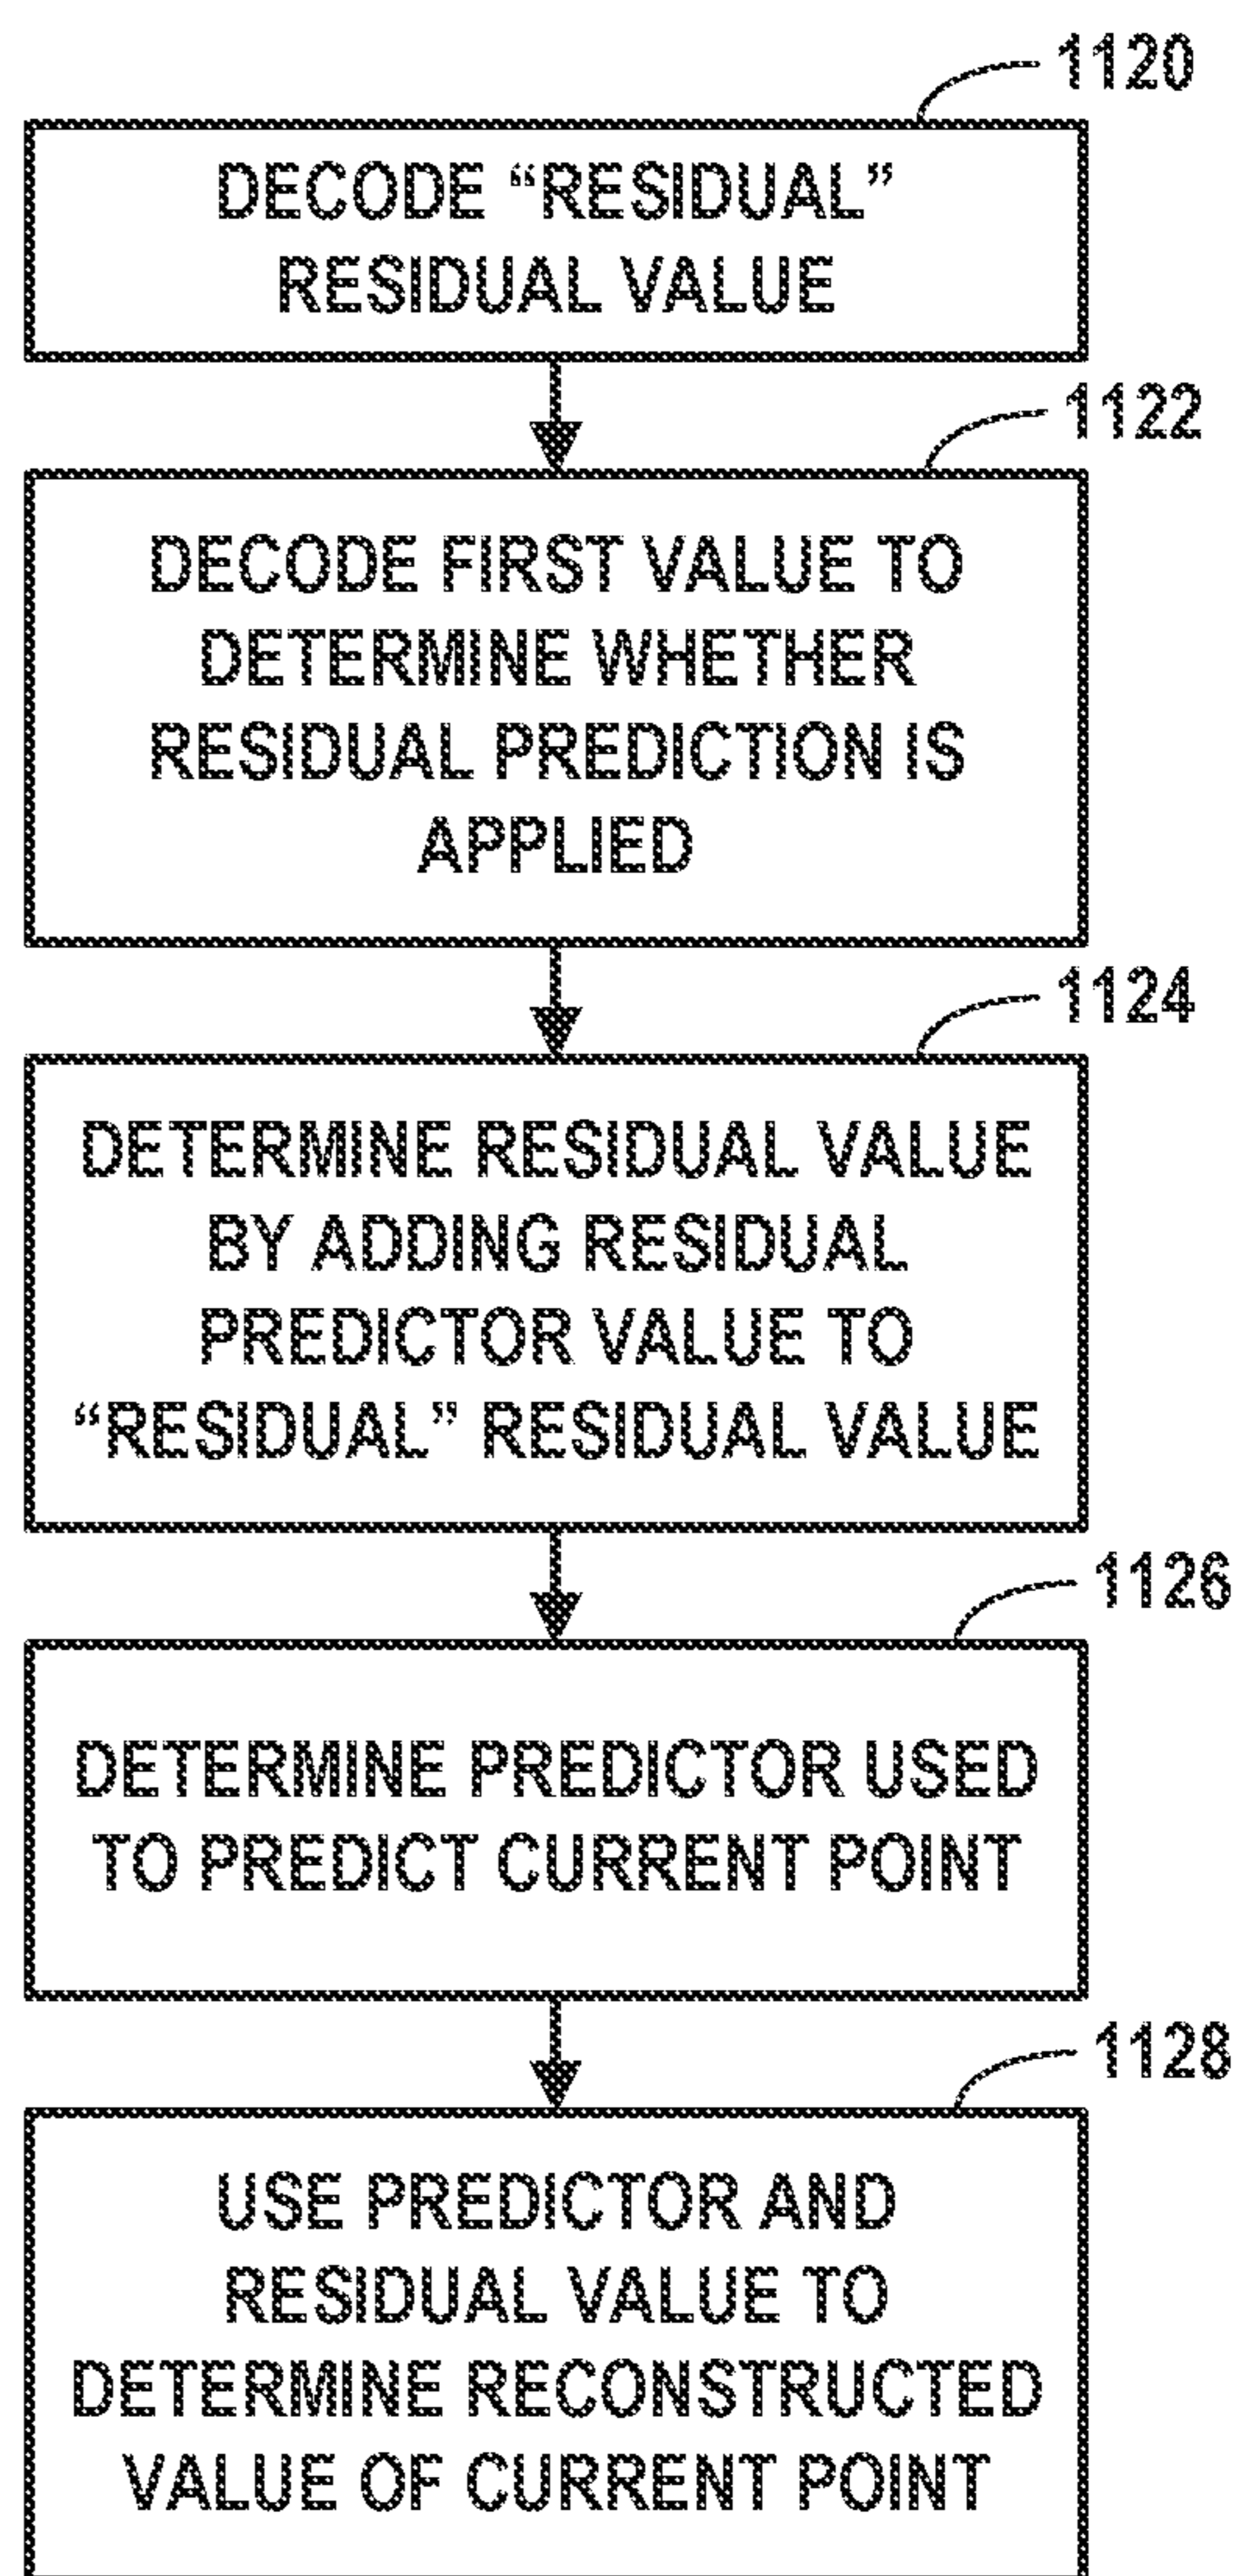 1120
DECODE “RESIDUAL”
RESIDUAL VALUE
1122
DECODE FIRST VALUE TO
DETERMINE WHETHER
RESIDUAL PREDICTION IS
APPLIED
1124
DETERMINE RESIDUAL VALUE
BY ADDING RESIDUAL
PREDICTOR VALUE TO
“RESIDUAL” RESIDUAL VALUE
1126
DETERMINE PREDICTOR USED
TO PREDICT CURRENT POINT
1128
USE PREDICTOR AND
RESIDUAL VALUE TO
DETERMINE RECONSTRUCTED
VALUE OF CURRENT POINT